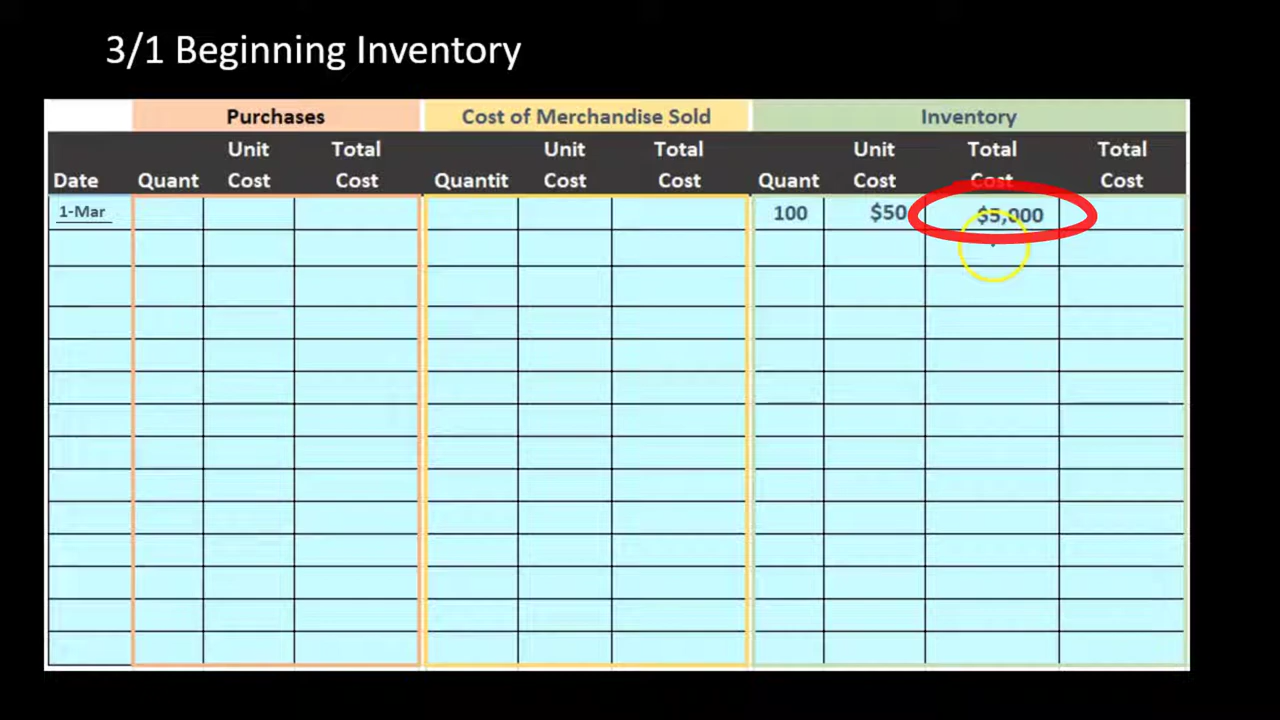 3/1 Beginning Inventory
Purchases Cost of Merchandise Sold Inventory
Unit Total Unit Total Unit Total Total
Date Quant Cost Cost Quantit Cost Cost Quant Cost Cost Cost
1-Mar 100 $50 $5,000